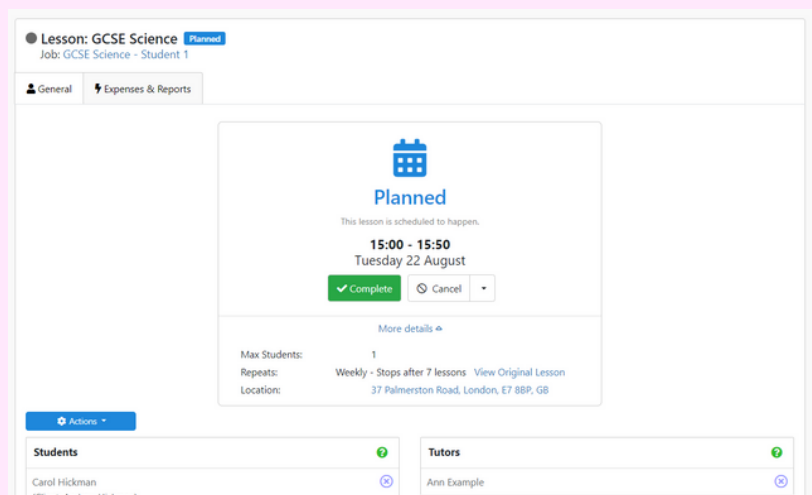 Lesson: GCSE Science Planned
Job: GCSE Science - Student 1
General Expenses & Reports
Planned
This lesson is scheduled to happen.
15:00 - 15:50
Tuesday 22 August
Complete Cancel
More details
Max Students: 1
Repeats: Weekly - Stops after 7 lessons View Original Lesson
Location: 37 Palmerston Road, London, E7 8BP, GB
Actions
Students
Tutors
Carol Hickman
Ann Example